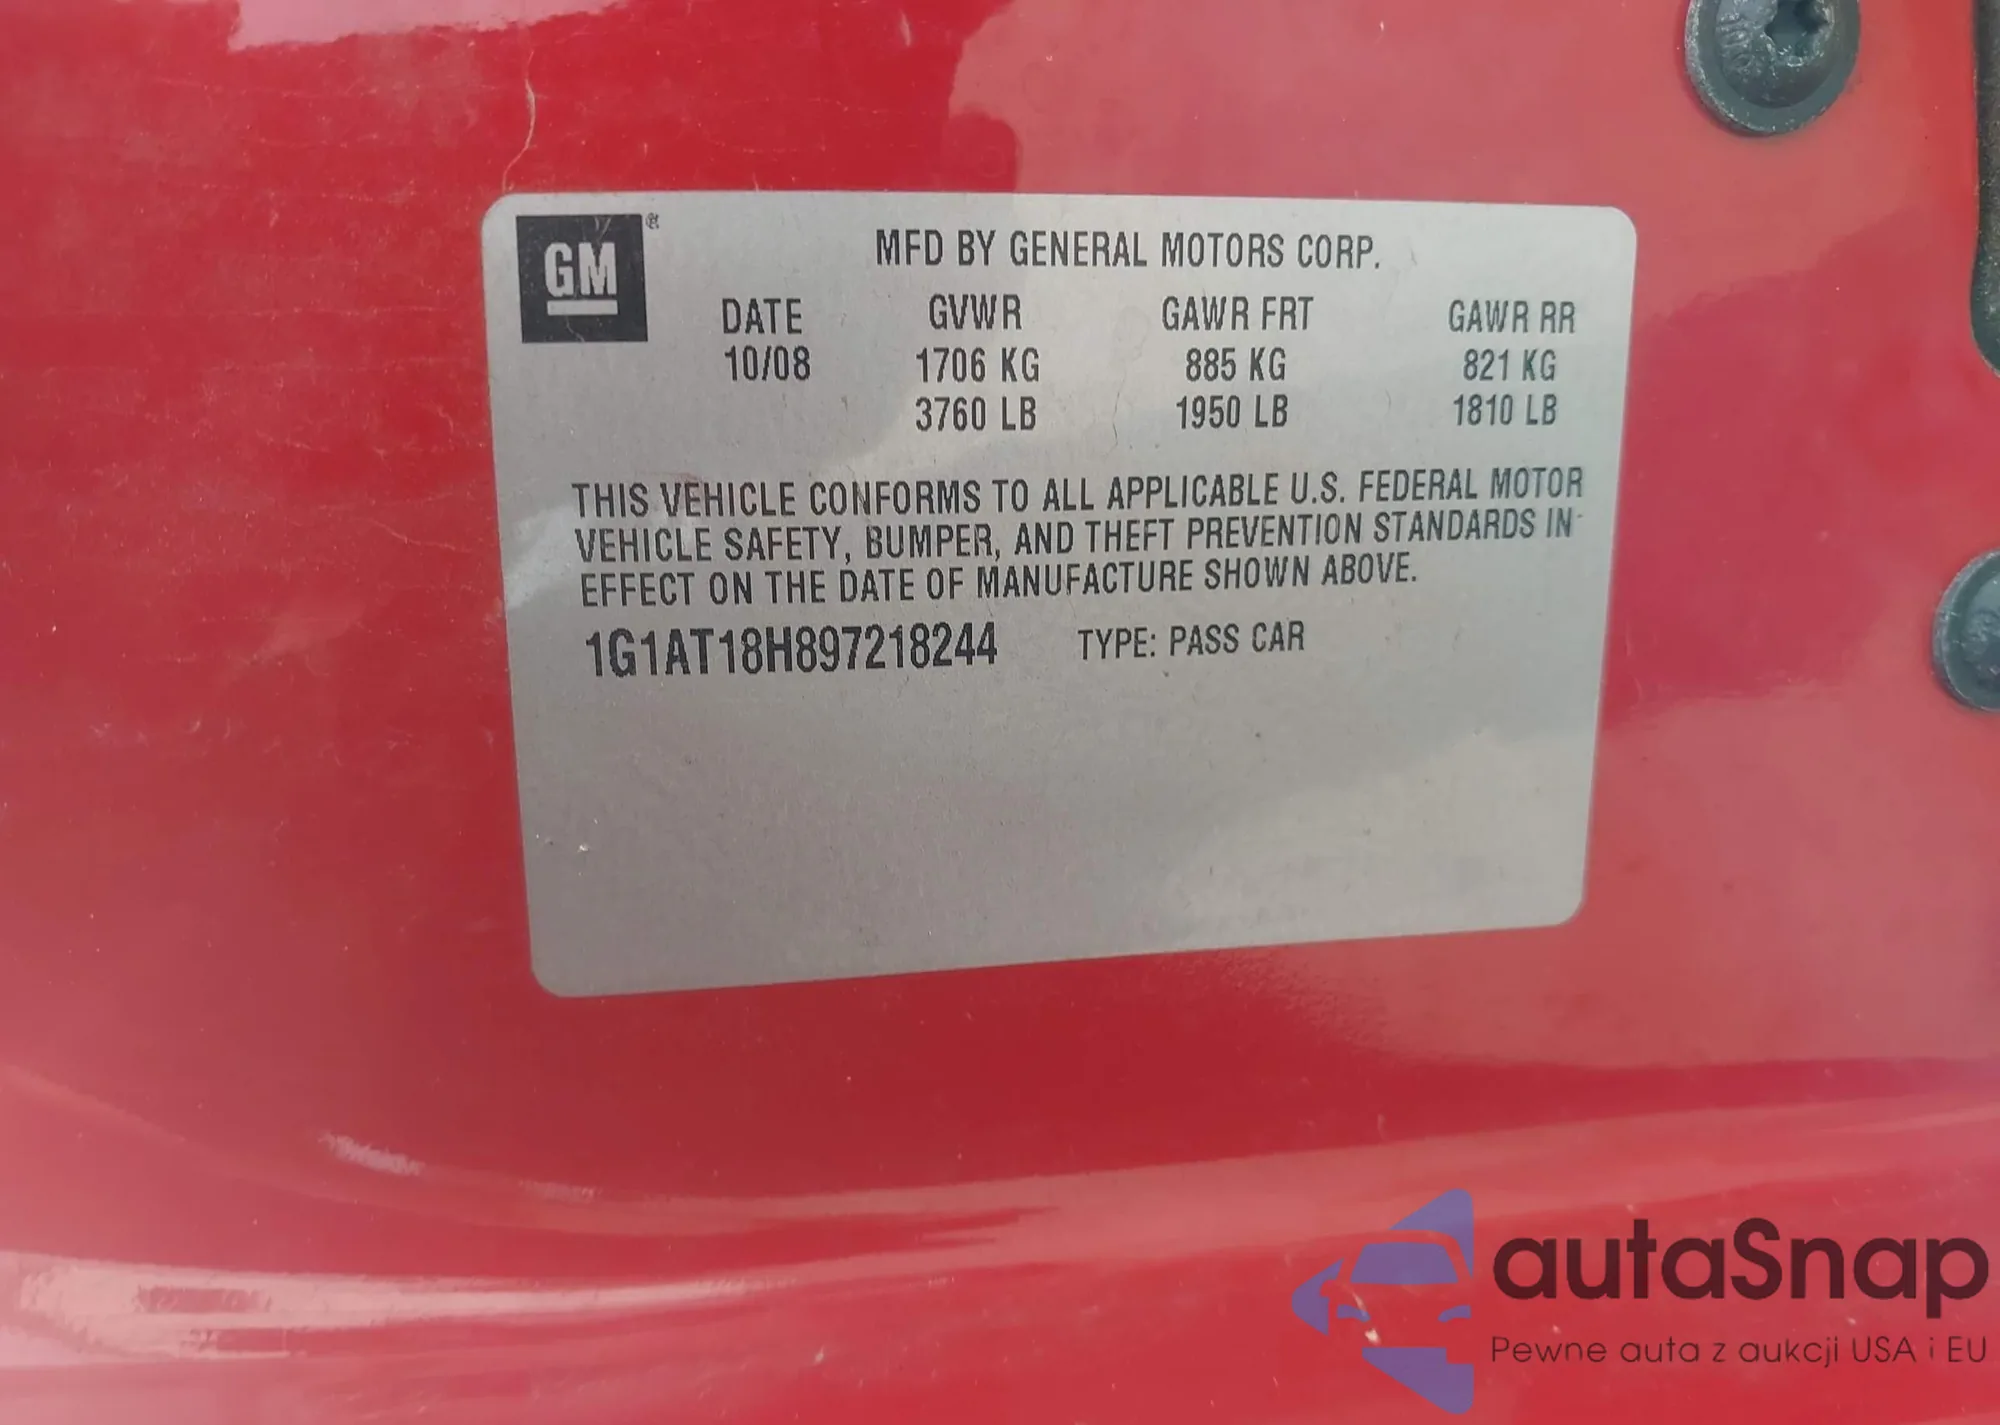 GM ®
MFD BY GENERAL MOTORS CORP.
DATE GVWR GAWR FRT GAWR RR
10/08 1706 KG 885 KG 821 KG
3760 LB 1950 LB 1810 LB
THIS VEHICLE CONFORMS TO ALL APPLICABLE U.S. FEDERAL MOTOR
VEHICLE SAFETY, BUMPER, AND THEFT PREVENTION STANDARDS IN
EFFECT ON THE DATE OF MANUFACTURE SHOWN ABOVE.
1G1AT18H897218244 TYPE: PASS CAR
autaSnap
Pewne auta z aukcji USA i EU